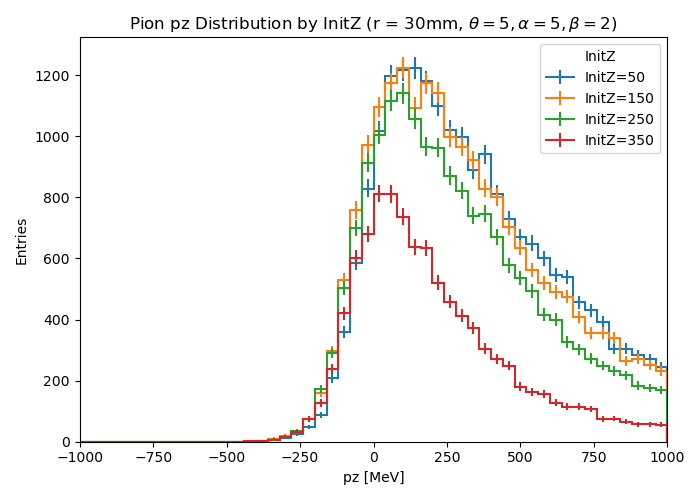 Pion pz Distribution by InitZ (r = 30mm, θ = 5, α = 5, β = 2)
Entries
1200
1000
800
600
400
200
0
InitZ
InitZ=50
InitZ=150
InitZ=250
InitZ=350
−1000 −750 −500 −250 0 250 500 750 1000
pz [MeV]